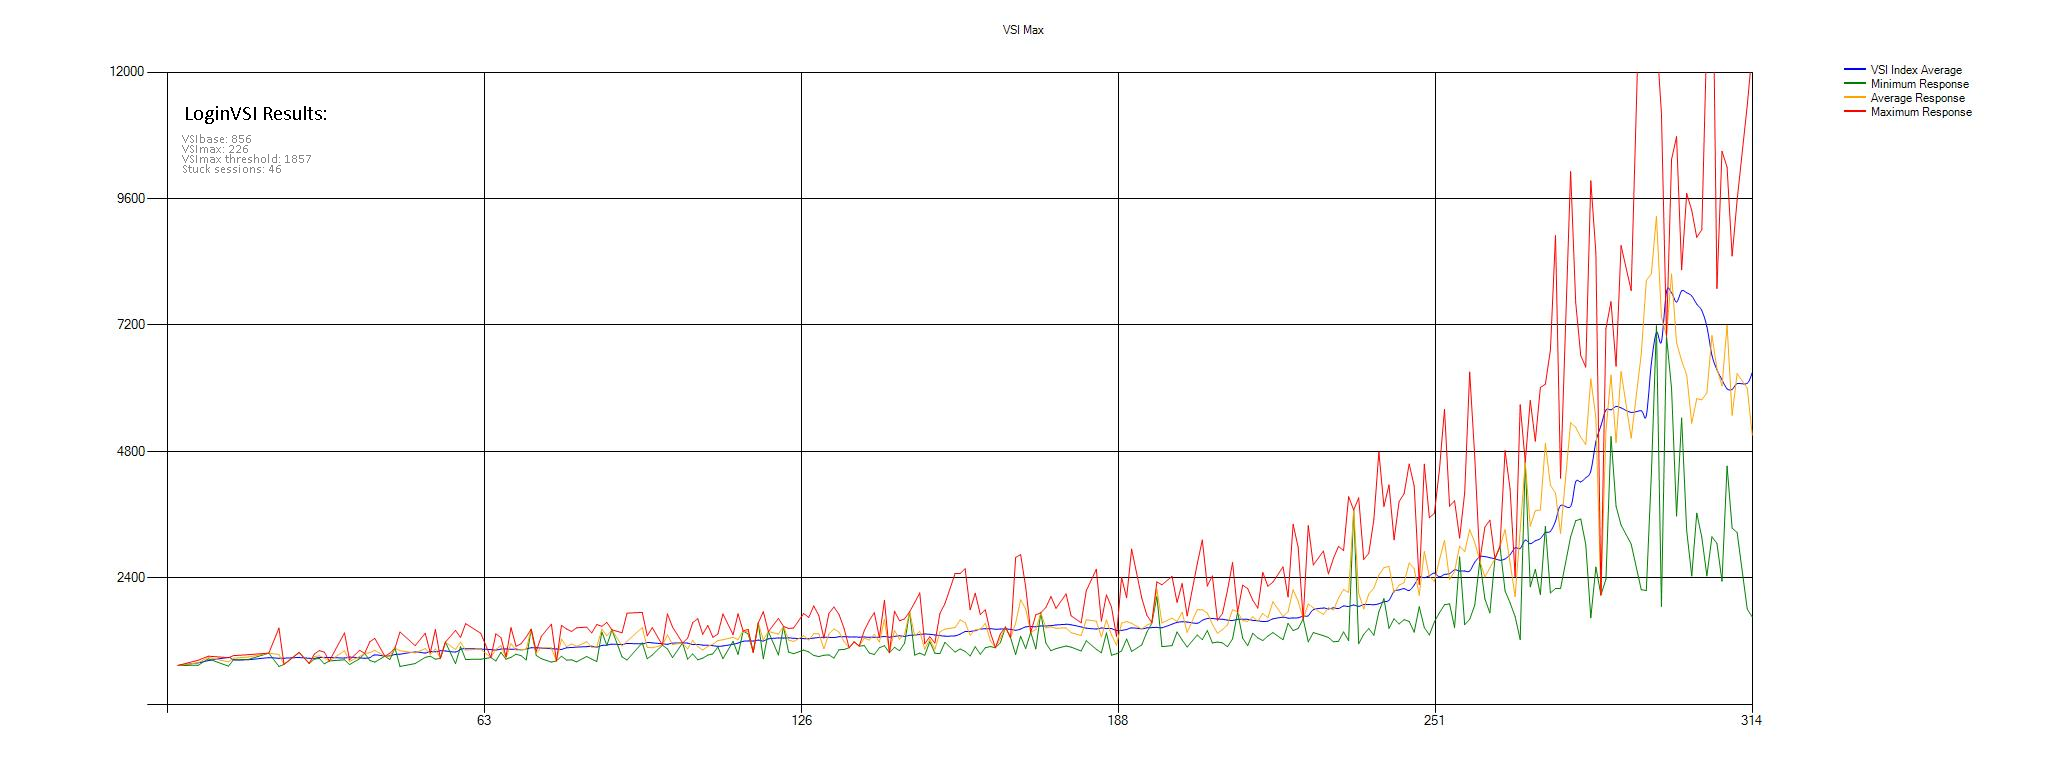 VSI Max
12000
9600
7200
4800
2400
63
126
188
251
314
LoginVSI Results:
VSIbase: 856
VSImax: 226
VSImax threshold: 1857
Stuck sessions: 46
VSI Index Average
Minimum Response
Average Response
Maximum Response